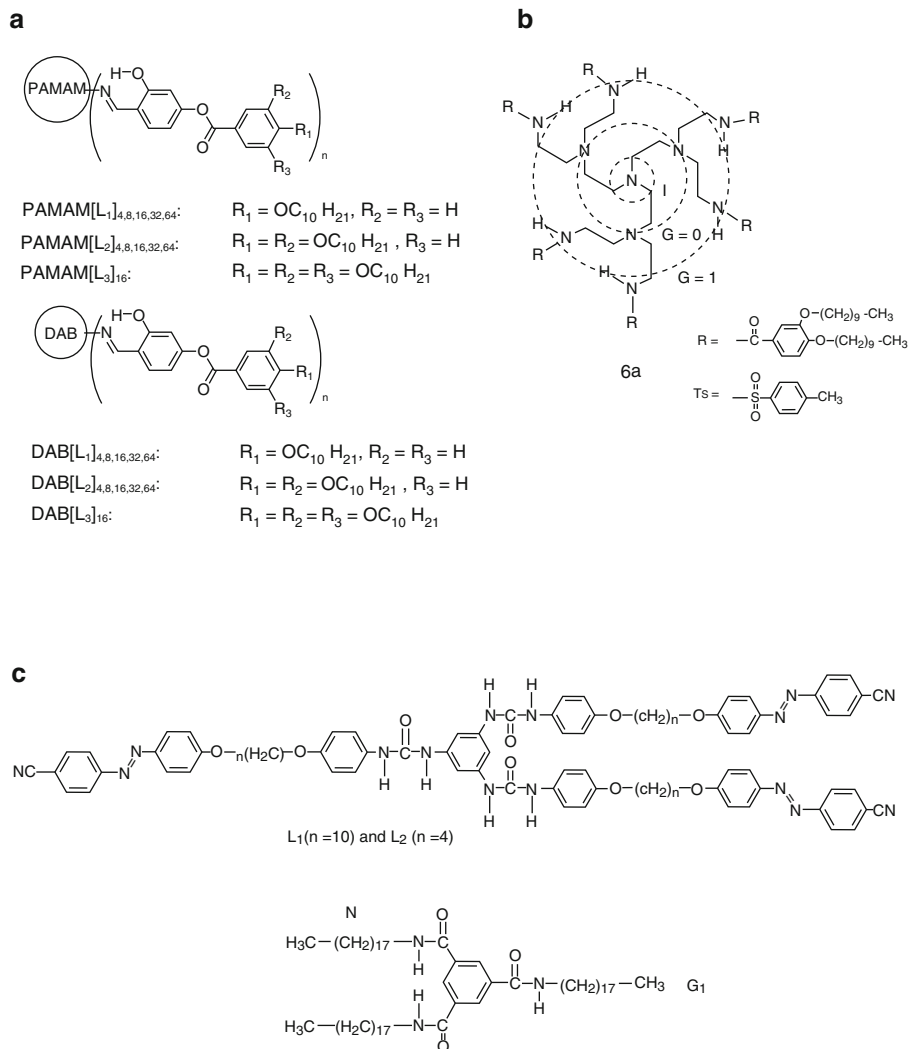 a
PAMAM
H-O
N
O
O
R2
R1
R3
n
PAMAM[L1]4,8,16,32,64: R1 = OC10 H21, R2 = R3 = H
PAMAM[L2]4,8,16,32,64: R1 = R2 = OC10 H21 , R3 = H
PAMAM[L3]16: R1 = R2 = R3 = OC10 H21
DAB
H-O
N
O
O
R2
R1
R3
n
DAB[L1]4,8,16,32,64: R1 = OC10 H21, R2 = R3 = H
DAB[L2]4,8,16,32,64: R1 = R2 = OC10 H21 , R3 = H
DAB[L3]16: R1 = R2 = R3 = OC10 H21
b
R H R H
N N
R H R
N N
H
N N
N I
H
N
R
N
H
G = 0
H N
R
H
G = 1
N
R
6a
R = O O-(CH2)9 -CH3
O-(CH2)9 -CH3
Ts = O S O CH3
c
H H
N-C-N O-(cH2)n-O N=N CN
O
NC N=N O-n(H2C)-O N-C-N
O
H H
O
N-C-N O-(cH2)n-O N=N CN
H H
L1(n =10) and L2 (n =4)
N
O
H3C-(CH2)17-N-C
H
O
C-N-(CH2)17-CH3 G1
H
H
H3C-(H2C)17-N-C
O